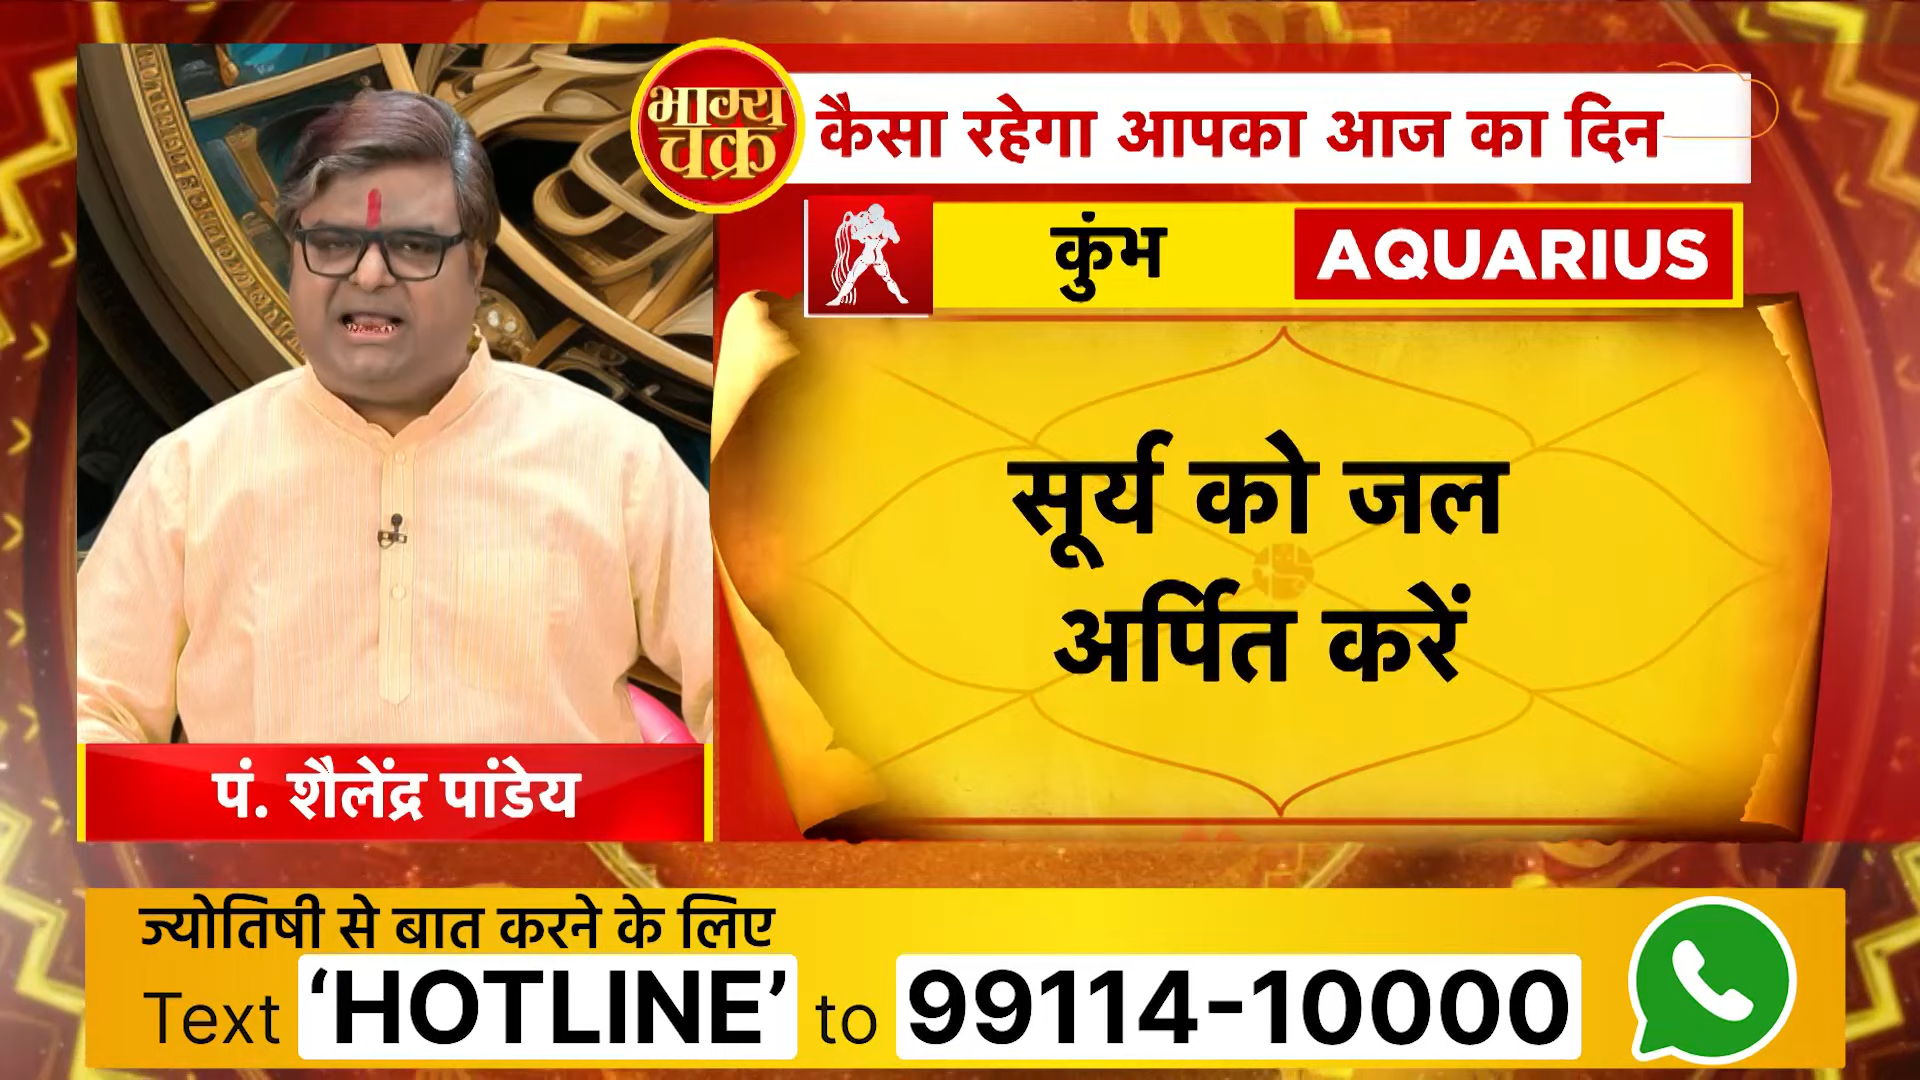 भाग्य
चक्र
कैसा रहेगा आपका आज का दिन
कुंभ
AQUARIUS
सूर्य को जल
अर्पित करें
पं. शैलेंद्र पांडेय
ज्योतिषी से बात करने के लिए
Text ‘HOTLINE’ to 99114-10000